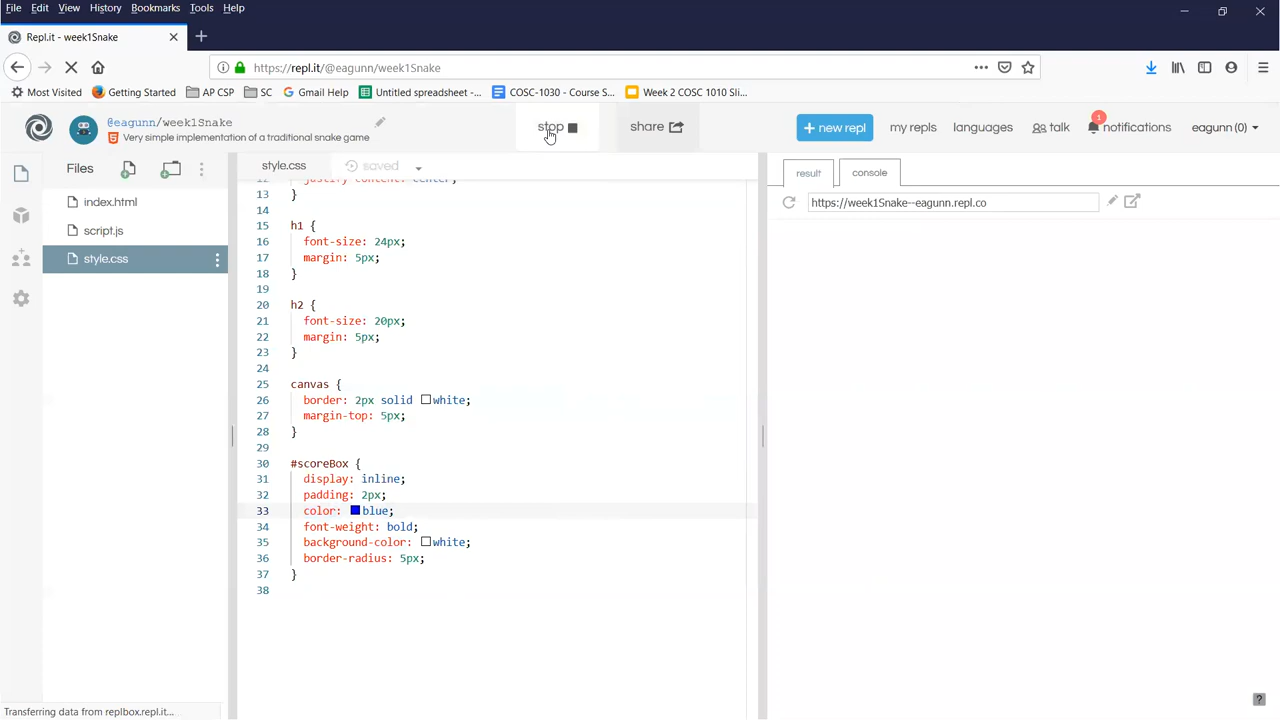 File Edit View History Bookmarks Tools Help
Repl.it - week1Snake
https://repl.it/@eagunn/week1Snake
Most Visited Getting Started AP CSP SC Gmail Help Untitled spreadsheet -... COSC-1030 - Course S... Week 2 COSC 1010 Sli...
@eagunn/week1Snake
Very simple implementation of a traditional snake game
stop share + new repl my repls languages talk 1 notifications eagunn (0)
Files style.css saved result console
https://week1Snake--eagunn.repl.co
index.html
script.js
style.css
12 justify-content: center;
13 }
14
15 h1 {
16 font-size: 24px;
17 margin: 5px;
18 }
19
20 h2 {
21 font-size: 20px;
22 margin: 5px;
23 }
24
25 canvas {
26 border: 2px solid white;
27 margin-top: 5px;
28 }
29
30 #scoreBox {
31 display: inline;
32 padding: 2px;
33 color: blue;
34 font-weight: bold;
35 background-color: white;
36 border-radius: 5px;
37 }
38
Transferring data from replbox.repl.it...
?